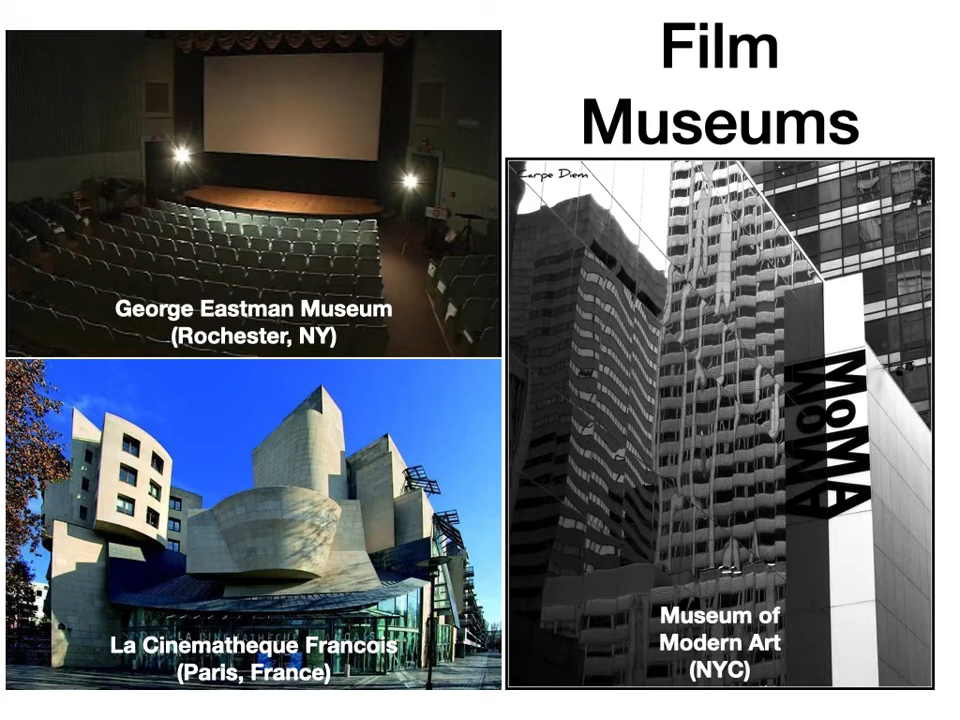 Film
Museums
George Eastman Museum
(Rochester, NY)
La Cinematheque Francois
(Paris, France)
Carpe Diem
MoMA
MoMA
Museum of
Modern Art
(NYC)